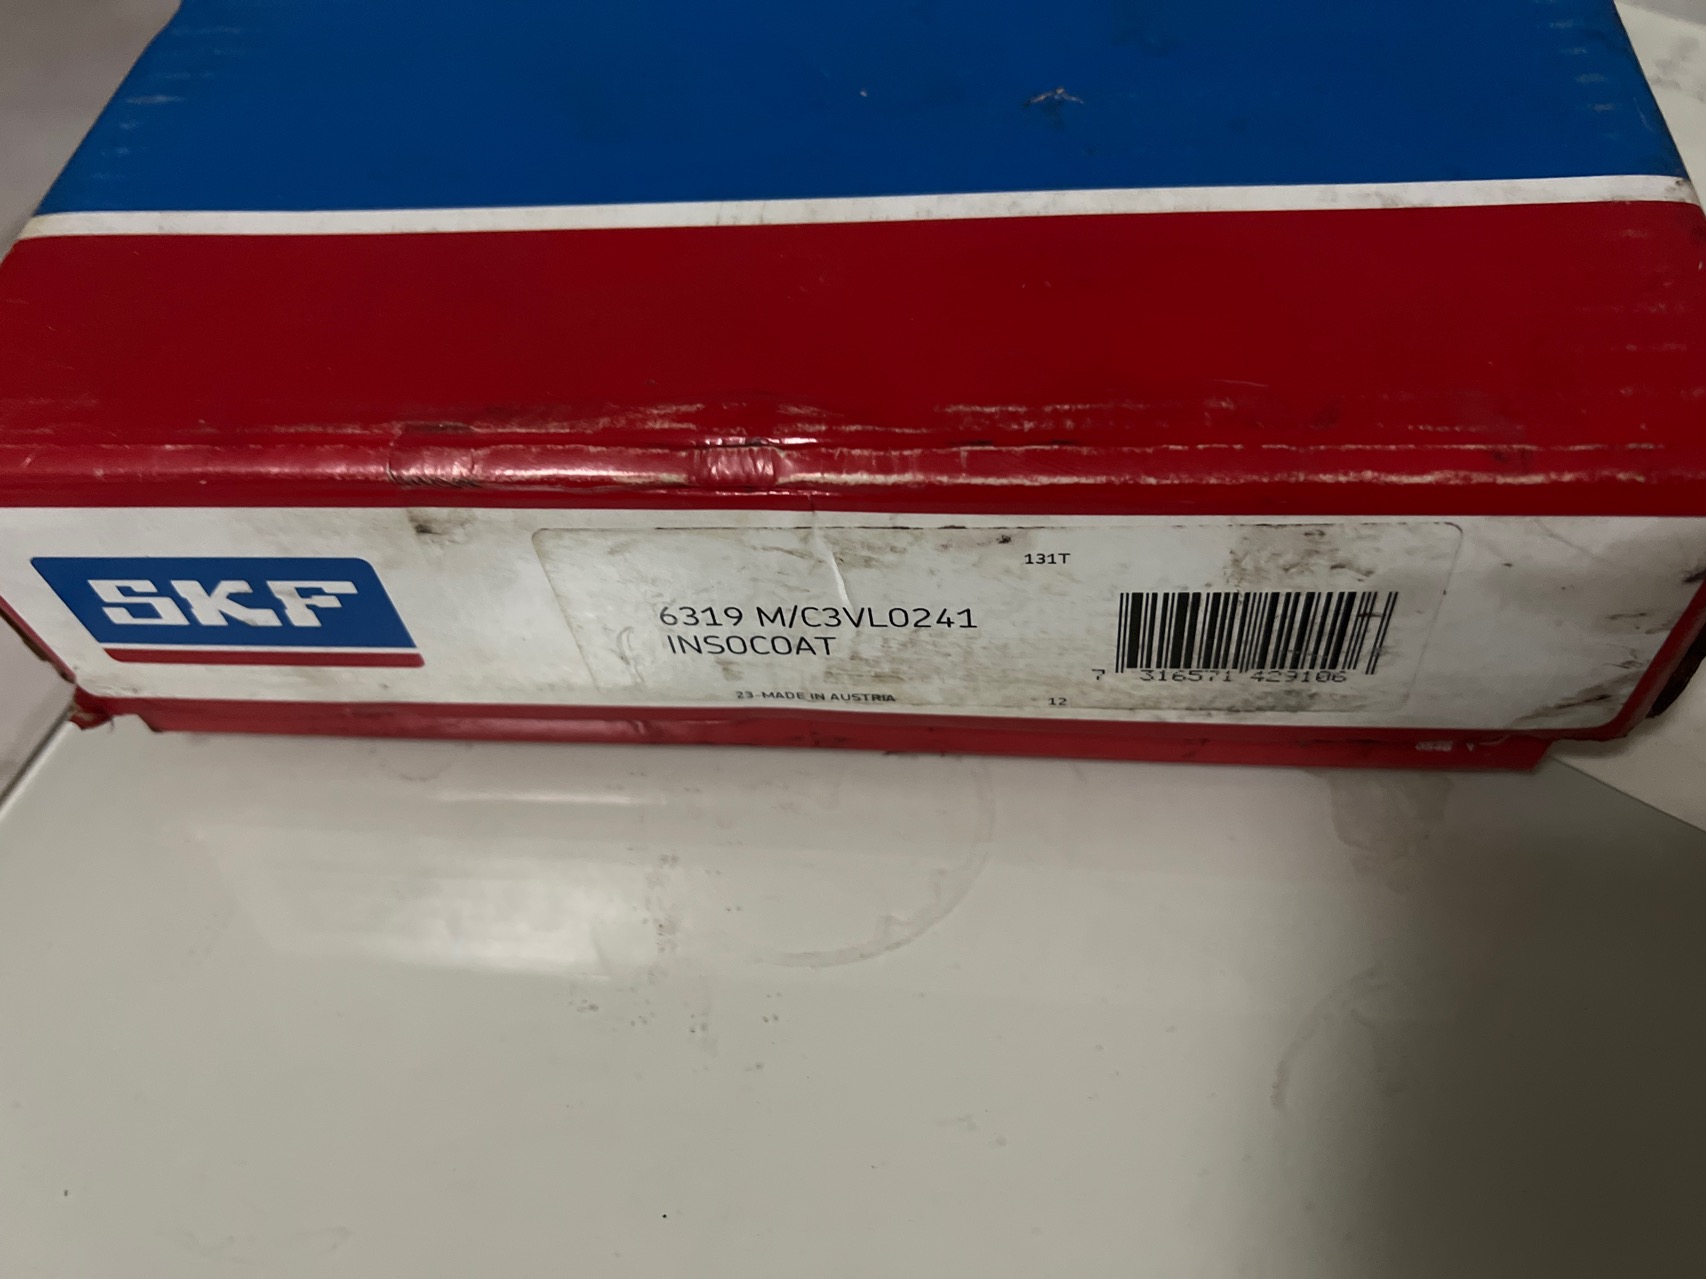 SKF
131T
6319 M/C3VL0241
INSOCOAT
7 316571 429106
23-MADE IN AUSTRIA
12